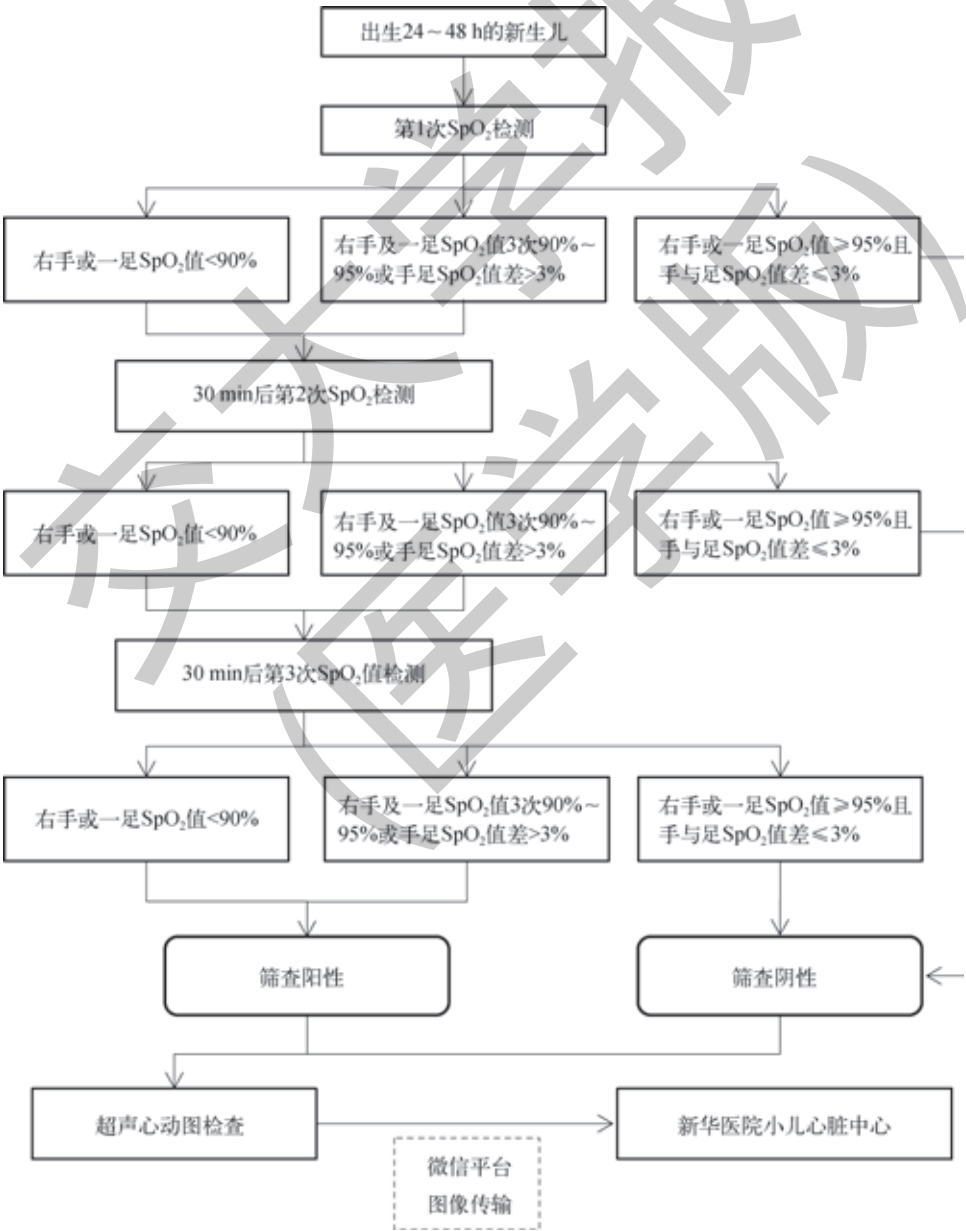 出生24～48 h的新生儿
第1次SpO₂检测
右手或一足SpO₂值<90%
右手及一足SpO₂值3次90%～
95%或手足SpO₂值差>3%
右手或一足SpO₂值≥95%且
手与足SpO₂值差≤3%
30 min后第2次SpO₂检测
右手或一足SpO₂值<90%
右手及一足SpO₂值3次90%～
95%或手足SpO₂值差>3%
右手或一足SpO₂值≥95%且
手与足SpO₂值差≤3%
30 min后第3次SpO₂值检测
右手或一足SpO₂值<90%
右手及一足SpO₂值3次90%～
95%或手足SpO₂值差>3%
右手或一足SpO₂值≥95%且
手与足SpO₂值差≤3%
筛查阳性
筛查阴性
超声心动图检查
新华医院小儿心脏中心
微信平台
图像传输
交大学报
（医学版）